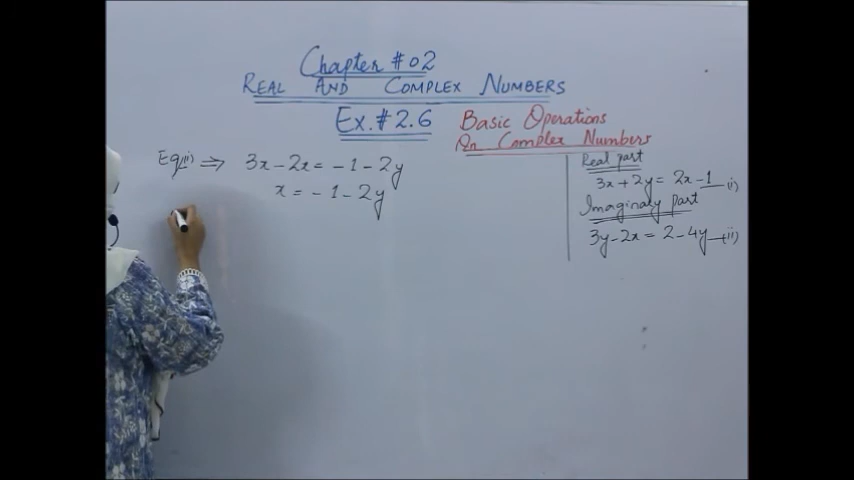 Chapter #02
REAL AND COMPLEX NUMBERS
Ex.# 2.6 Basic Operations
On Complex Numbers
Eq(i) ⇒ 3x-2x = -1-2y
x = -1-2y
Real part
3x+2y = 2x-1 —(i)
Imaginary part
3y-2x = 2-4y —(ii)